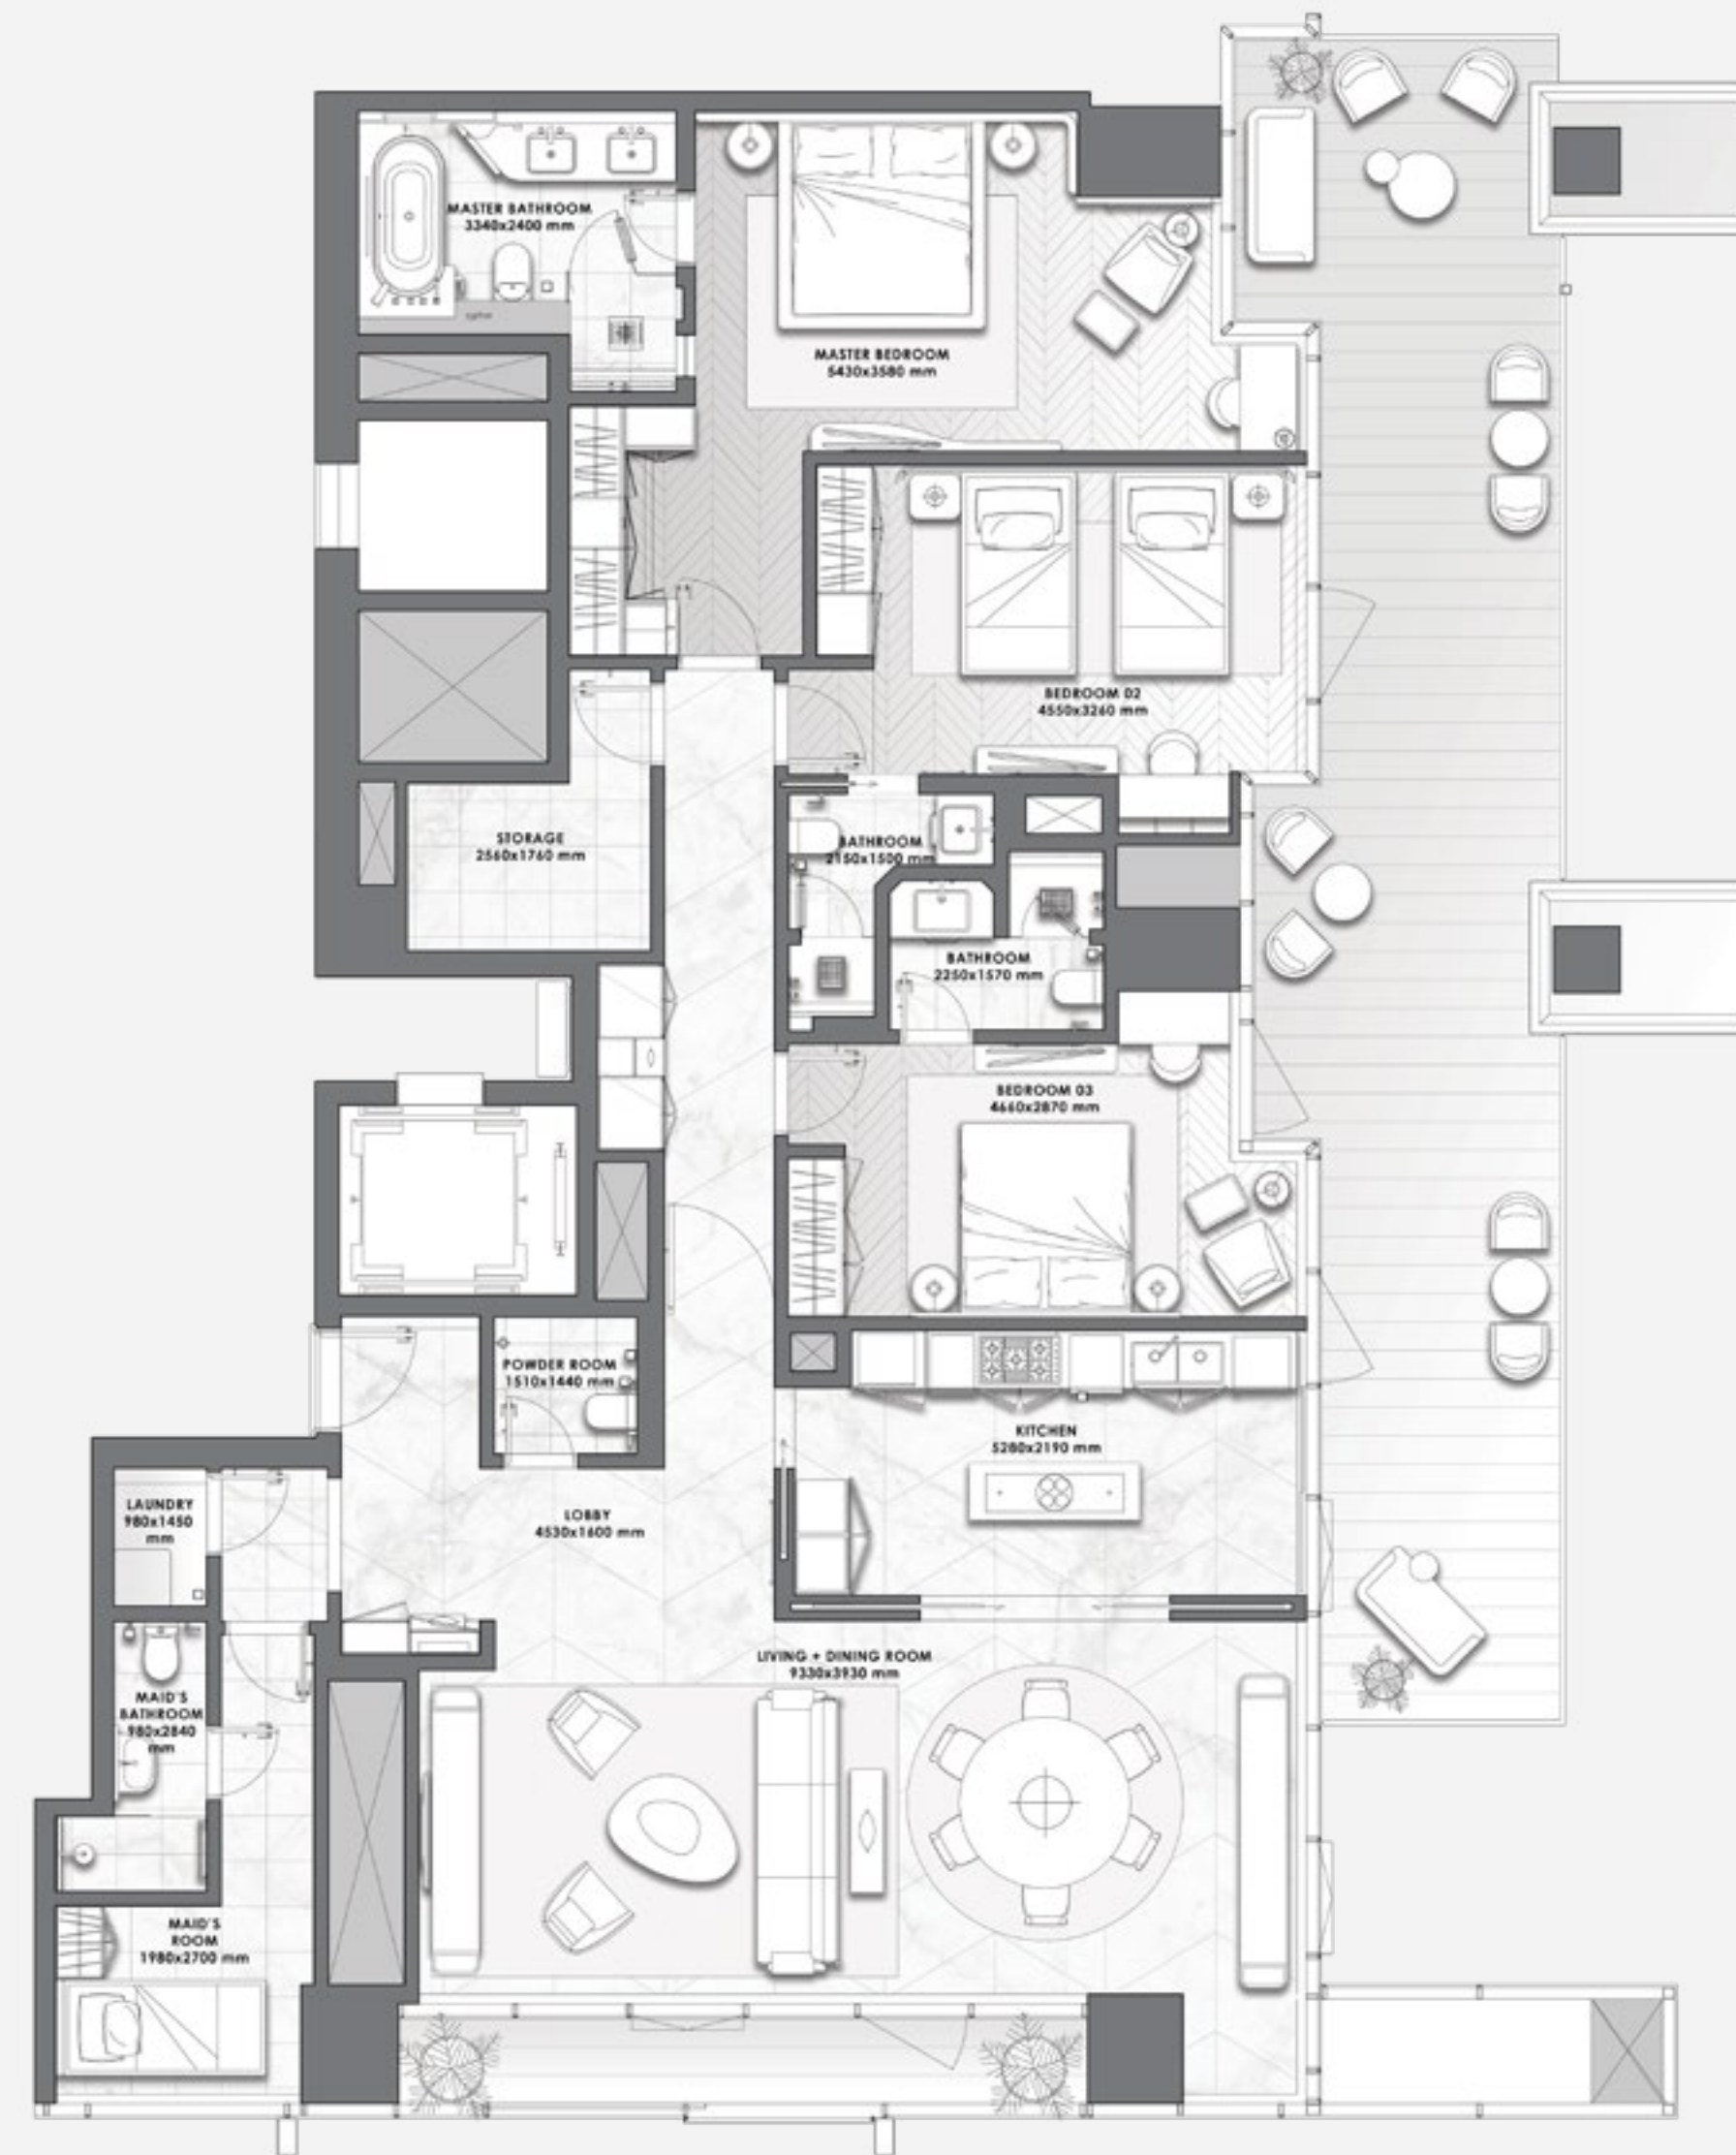 MASTER BATHROOM
3340x2400 mm
MASTER BEDROOM
5430x3580 mm
BEDROOM 02
4550x3260 mm
STORAGE
2560x1760 mm
BATHROOM
2150x1500 mm
BATHROOM
2250x1570 mm
BEDROOM 03
4660x2870 mm
POWDER ROOM
1510x1440 mm
KITCHEN
5280x2190 mm
LAUNDRY
980x1450
mm
LOBBY
4530x1600 mm
LIVING + DINING ROOM
9330x3930 mm
MAID'S
BATHROOM
980x2840
mm
MAID'S
ROOM
1980x2700 mm